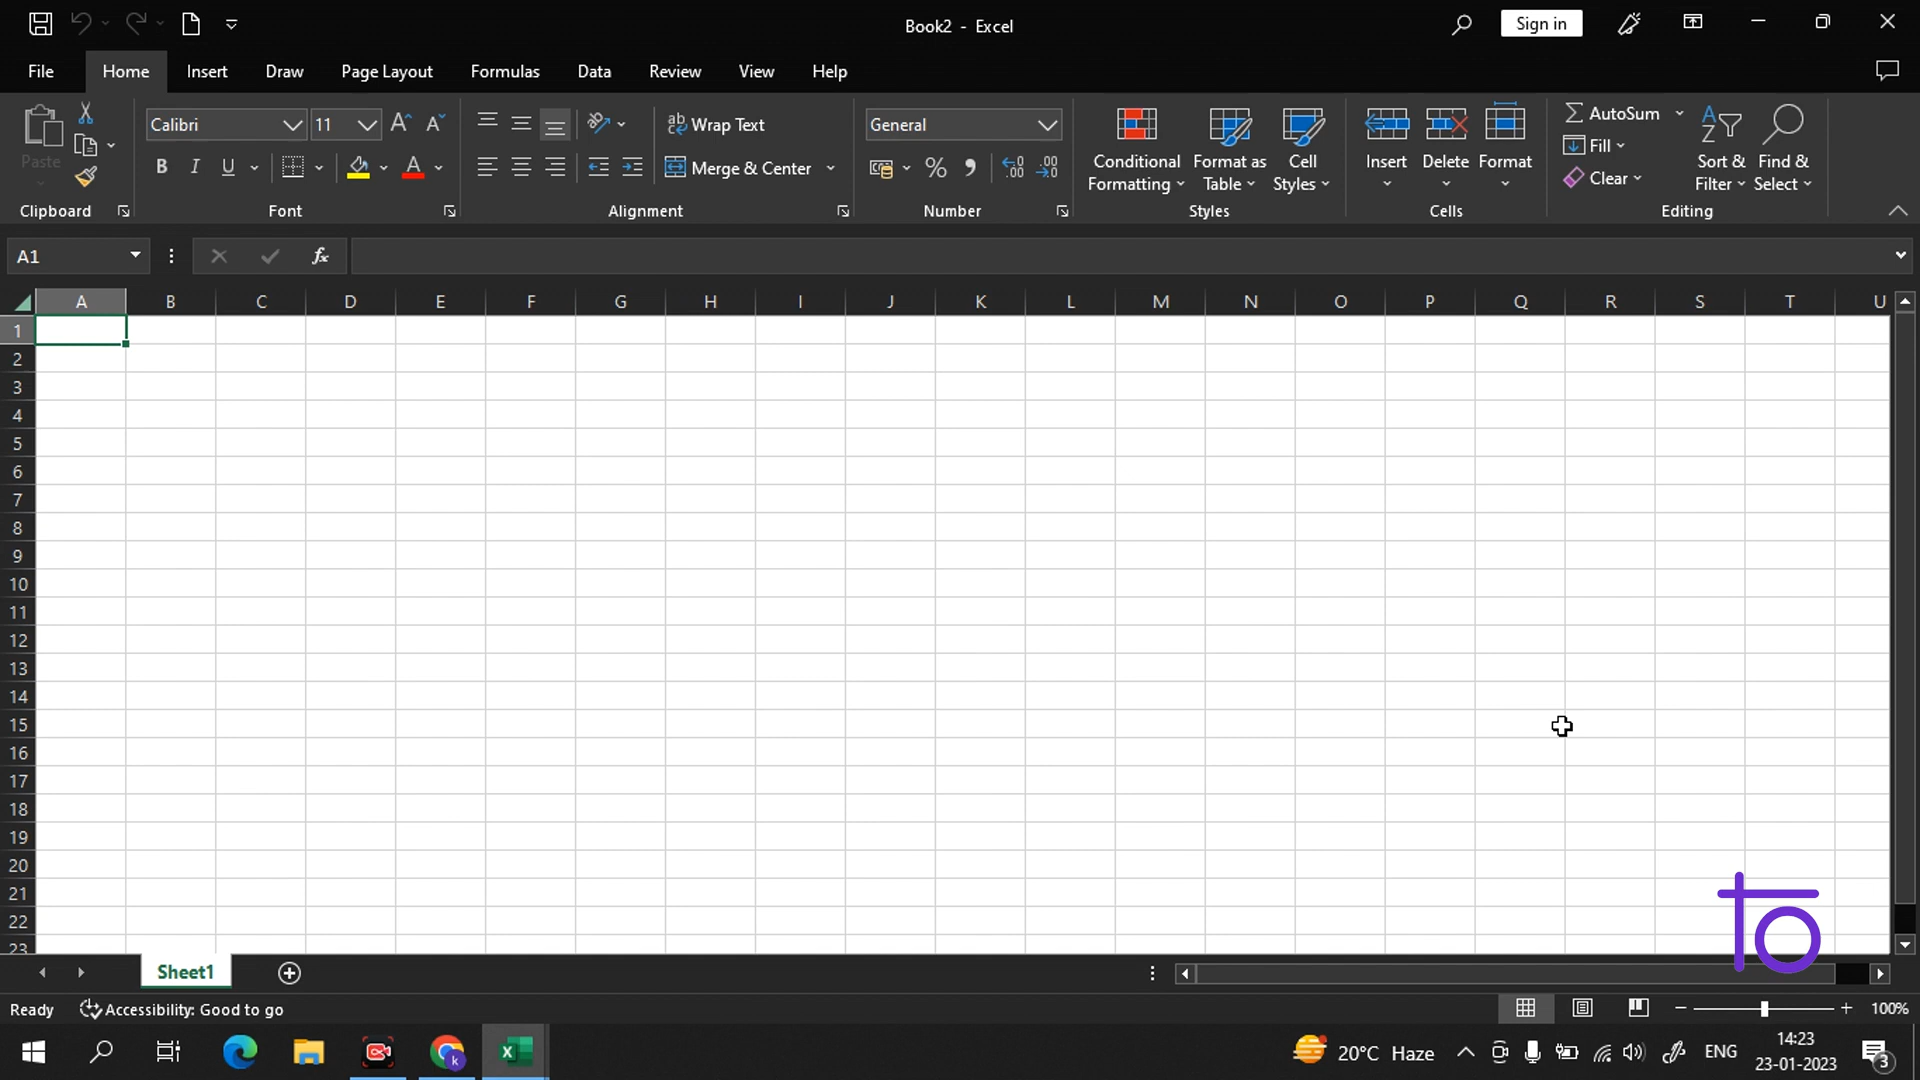 Book2 - Excel
Sign in
File Home Insert Draw Page Layout Formulas Data Review View Help
Paste
Clipboard
Calibri 11
B I U
Font
Wrap Text
Merge & Center
Alignment
General
Number
Conditional Formatting
Format as Table
Cell Styles
Styles
Insert Delete Format
Cells
AutoSum
Fill
Clear
Sort & Filter
Find & Select
Editing
A1
fx
A B C D E F G H I J K L M N O P Q R S T U
1
2
3
4
5
6
7
8
9
10
11
12
13
14
15
16
17
18
19
20
21
22
23
to
Sheet1
Ready Accessibility: Good to go 100%
20°C Haze ENG
14:23
23-01-2023
3